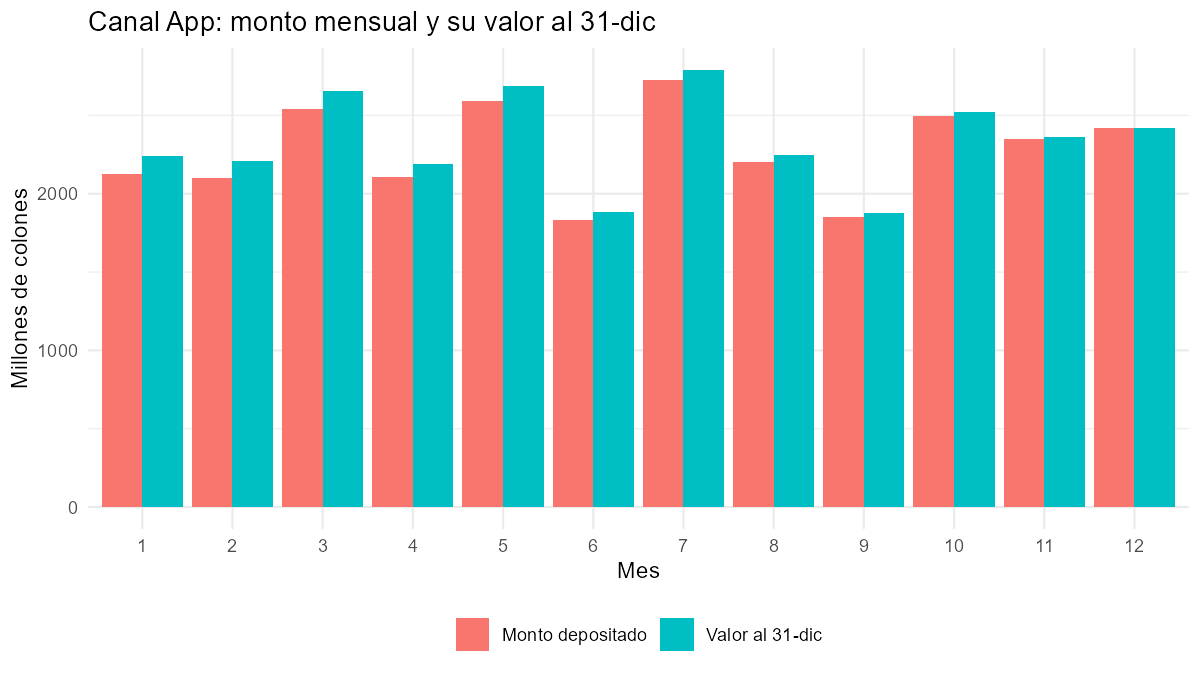 Canal App: monto mensual y su valor al 31-dic
Millones de colones
2000
1000
0
1 2 3 4 5 6 7 8 9 10 11 12
Mes
Monto depositado Valor al 31-dic